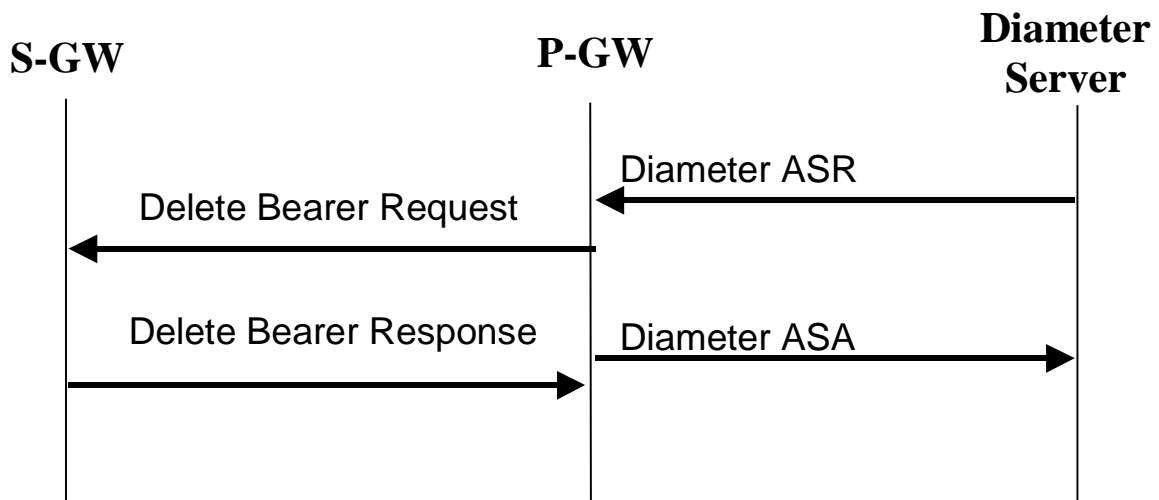 S-GW
P-GW
Diameter
Server
Diameter ASR
Delete Bearer Request
Delete Bearer Response
Diameter ASA